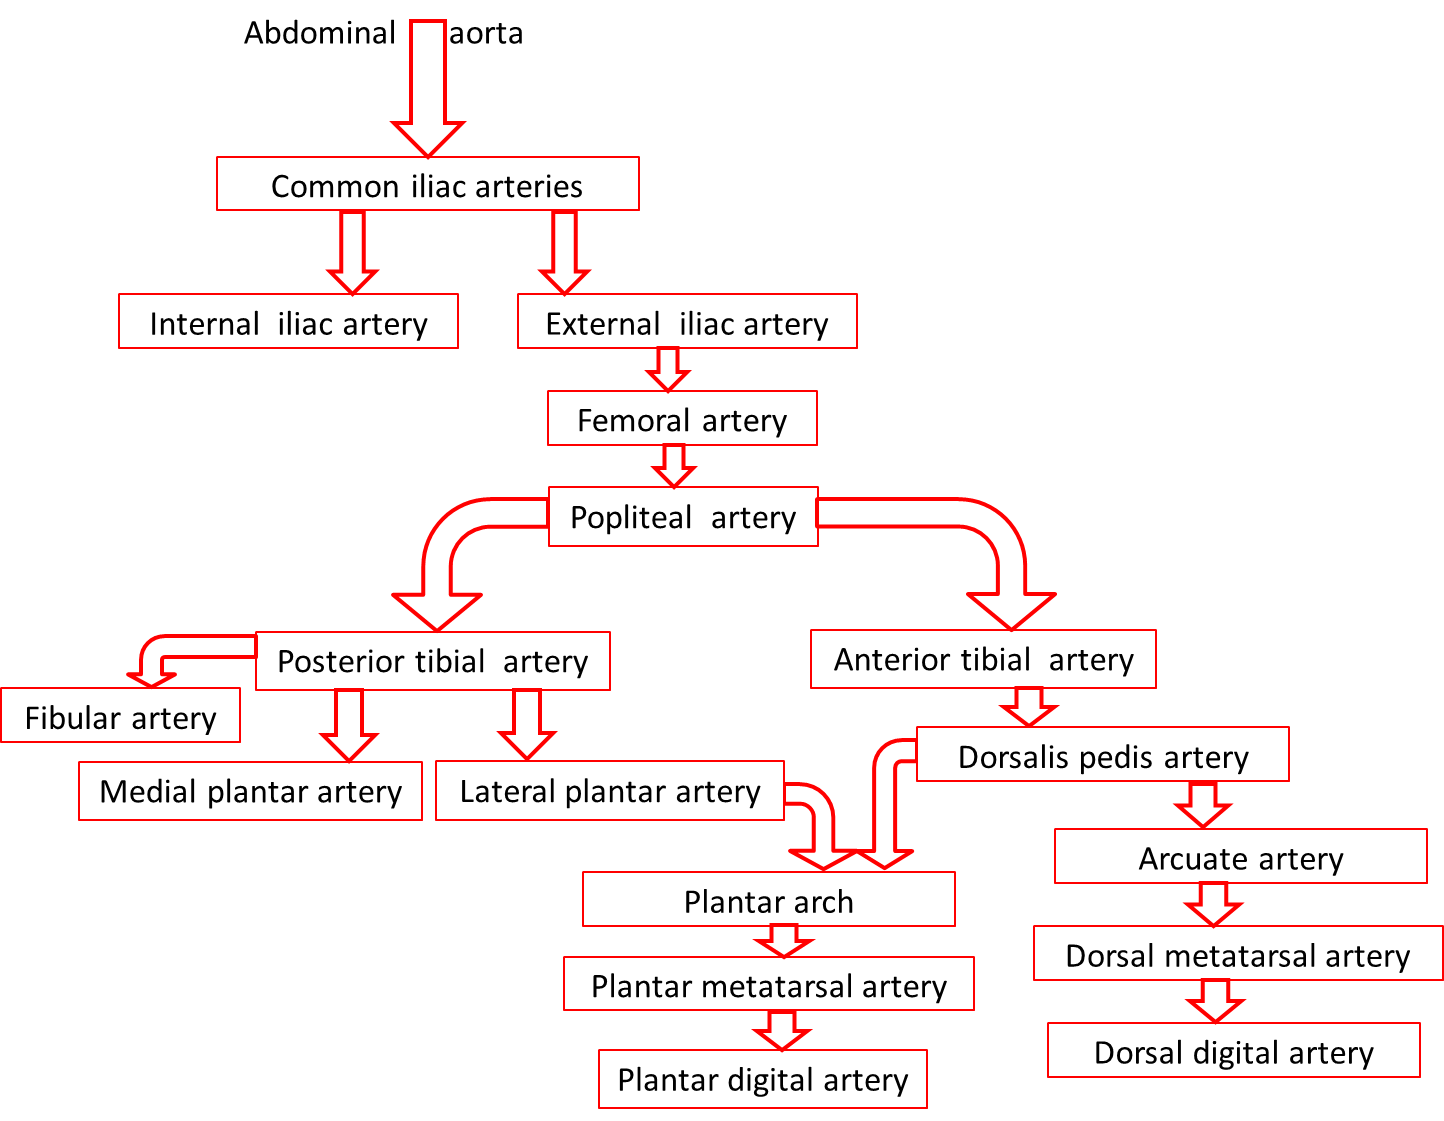 Abdominal aorta
Common iliac arteries
Internal iliac artery
External iliac artery
Femoral artery
Popliteal artery
Posterior tibial artery
Anterior tibial artery
Fibular artery
Dorsalis pedis artery
Medial plantar artery
Lateral plantar artery
Arcuate artery
Plantar arch
Dorsal metatarsal artery
Plantar metatarsal artery
Dorsal digital artery
Plantar digital artery